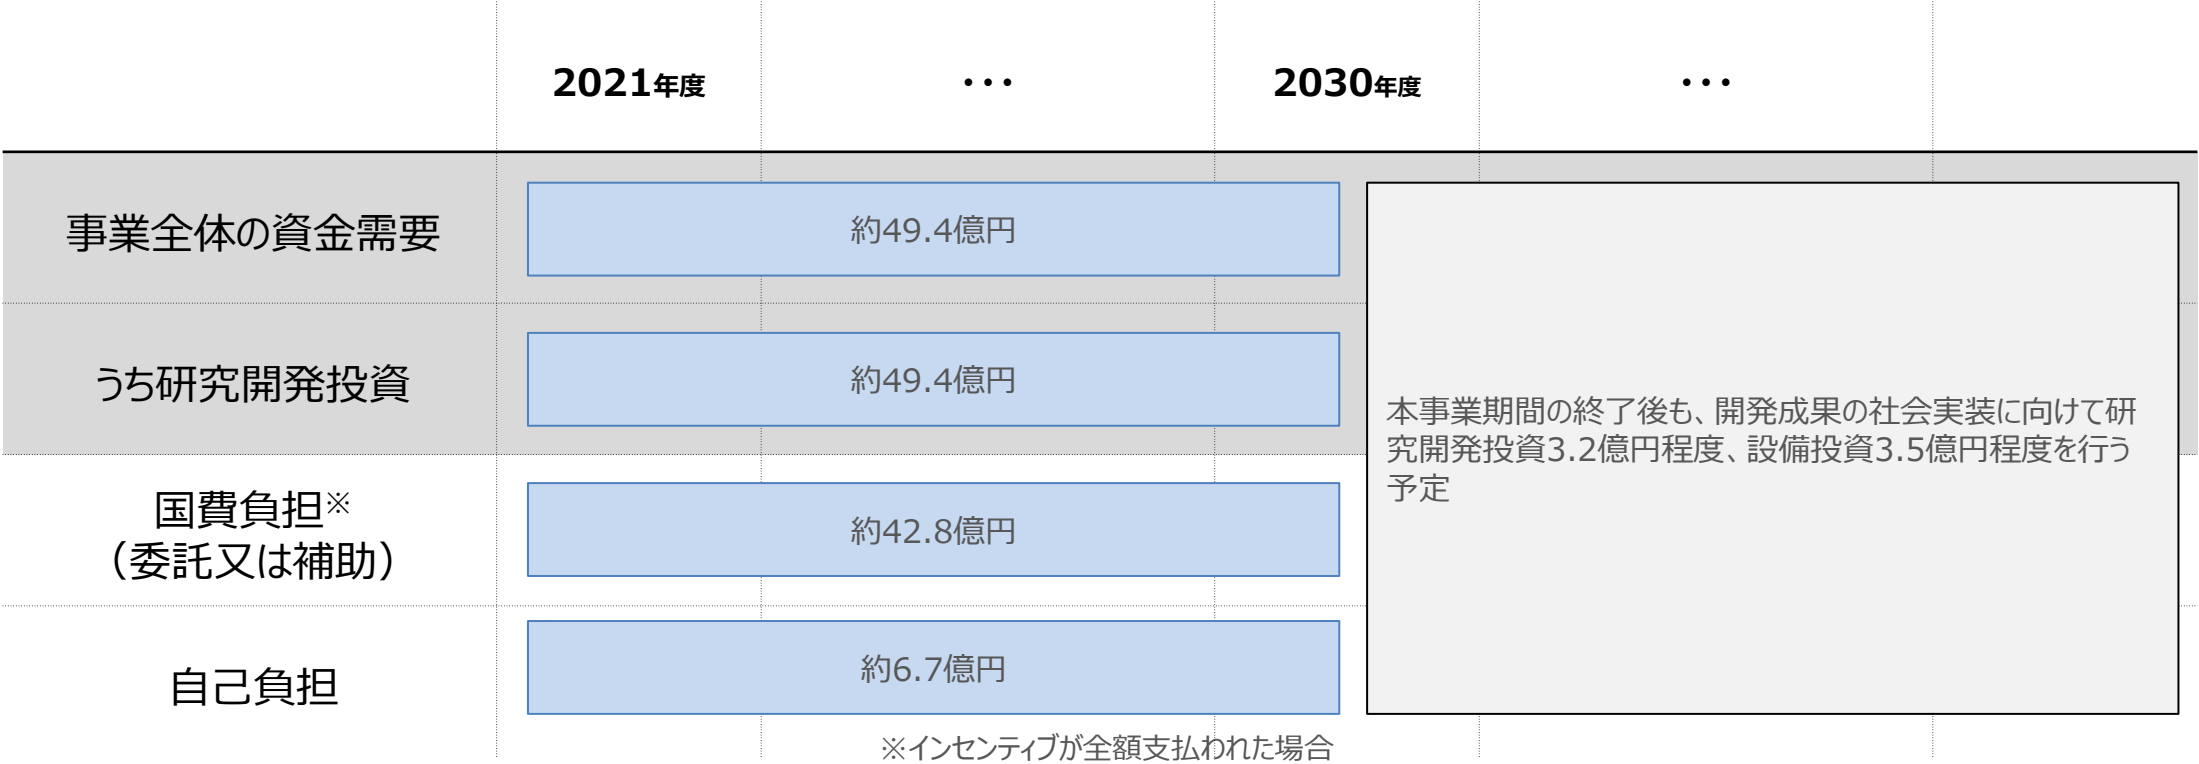 2021年度 ・・・ 2030年度 ・・・
事業全体の資金需要
約49.4億円
うち研究開発投資
約49.4億円
国費負担※
（委託又は補助）
約42.8億円
自己負担
約6.7億円
本事業期間の終了後も、開発成果の社会実装に向けて研
究開発投資3.2億円程度、設備投資3.5億円程度を行う
予定
※インセンティブが全額支払われた場合